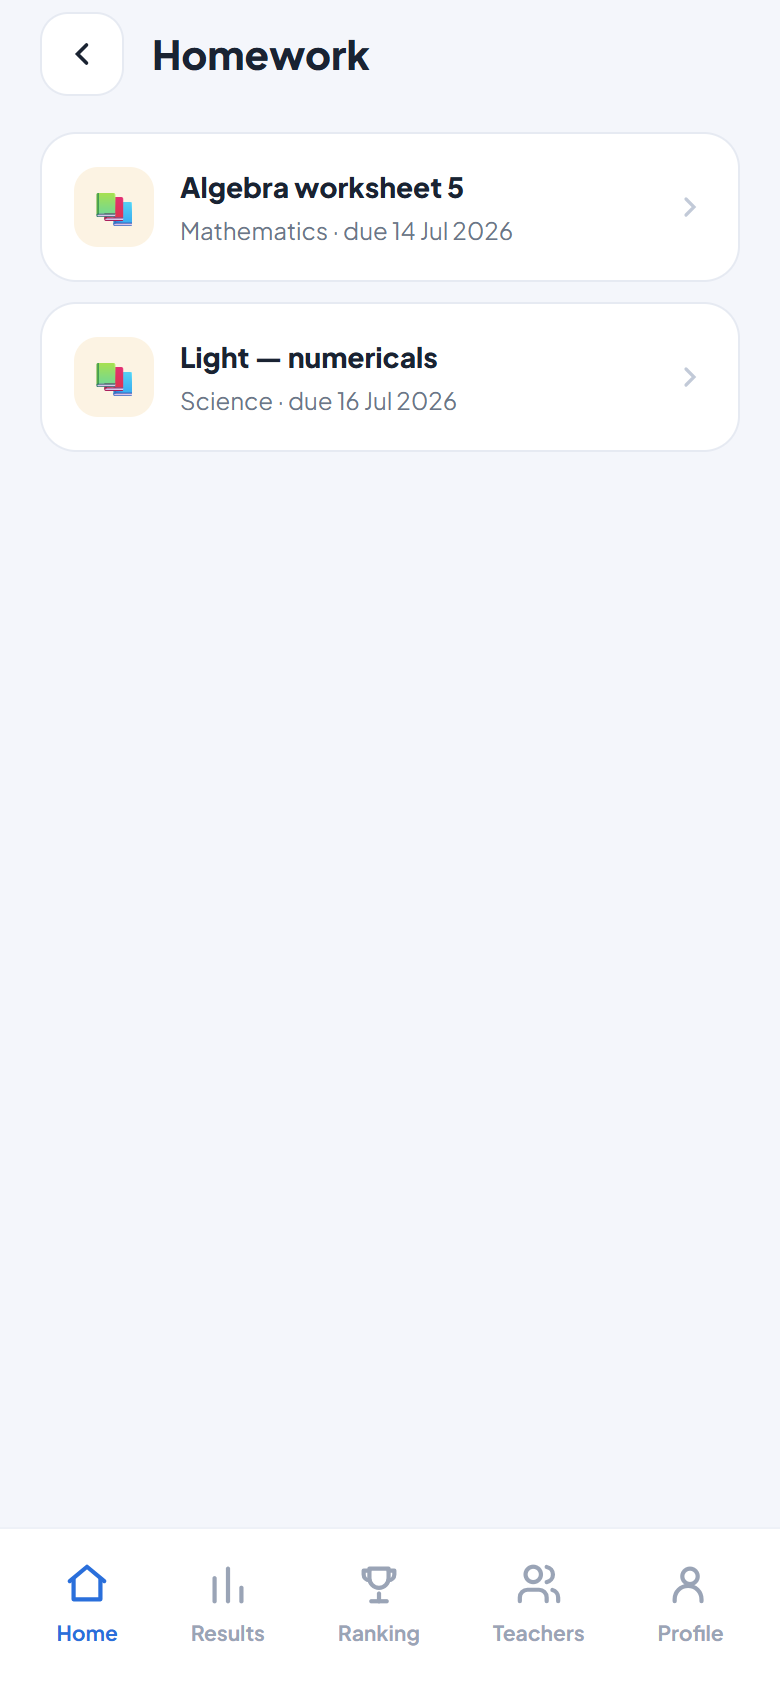 Homework
Algebra worksheet 5
Mathematics · due 14 Jul 2026
Light — numericals
Science · due 16 Jul 2026
Home
Results
Ranking
Teachers
Profile